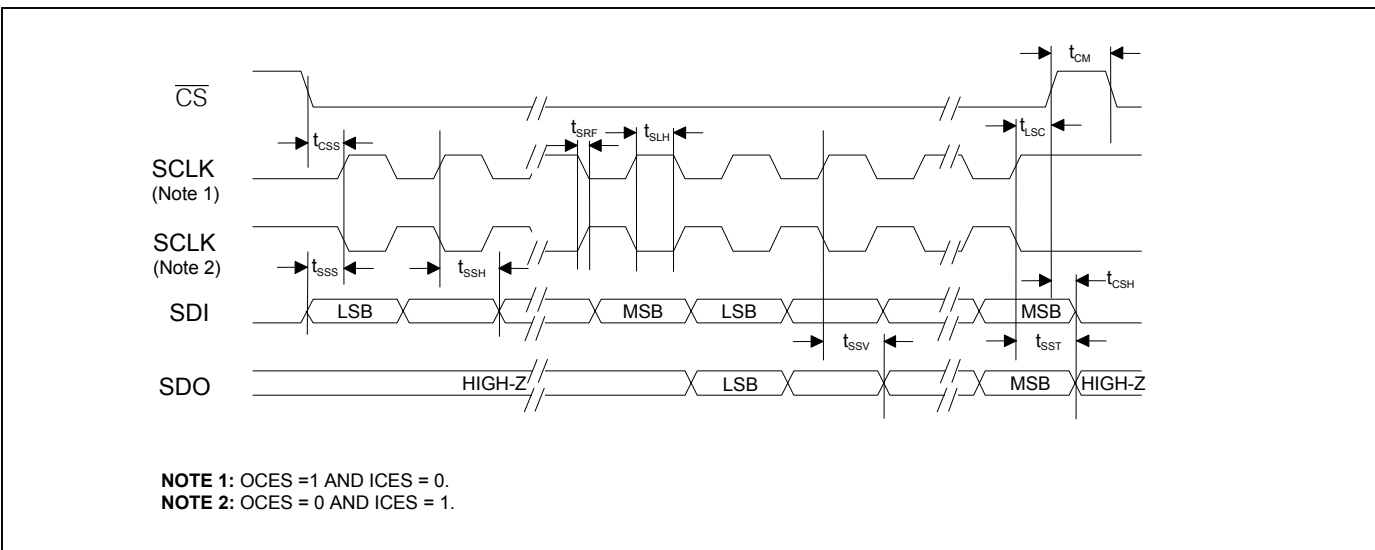 t_CM
CS
t_LSC
t_CSS t_SRF t_SLH
SCLK
(Note 1)
SCLK
(Note 2)
t_SSS t_SSH t_CSH
SDI LSB MSB LSB MSB
t_SSV t_SST
SDO HIGH-Z LSB MSB HIGH-Z
NOTE 1: OCES =1 AND ICES = 0.
NOTE 2: OCES = 0 AND ICES = 1.